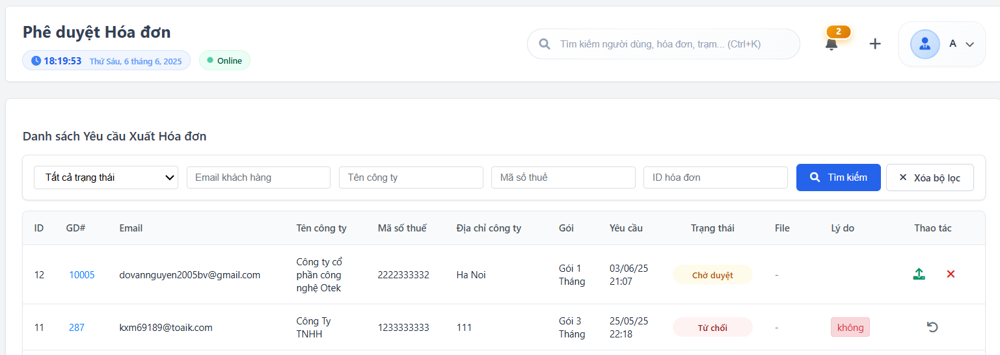 Phê duyệt Hóa đơn
18:19:53 Thứ Sáu, 6 tháng 6, 2025 Online
Tìm kiếm người dùng, hóa đơn, trạm... (Ctrl+K)
2
A
Danh sách Yêu cầu Xuất Hóa đơn
Tất cả trạng thái Email khách hàng Tên công ty Mã số thuế ID hóa đơn Tìm kiếm Xóa bộ lọc
ID GD# Email Tên công ty Mã số thuế Địa chỉ công ty Gói Yêu cầu Trạng thái File Lý do Thao tác
12 10005 dovannguyen2005bv@gmail.com
Công ty cổ
phần công
nghệ Otek
2222333332 Ha Noi
Gói 1
Tháng
03/06/25
21:07
Chờ duyệt -
11 287 kxm69189@toaik.com
Công Ty
TNHH
1233333333 111
Gói 3
Tháng
25/05/25
22:18
Từ chối - không